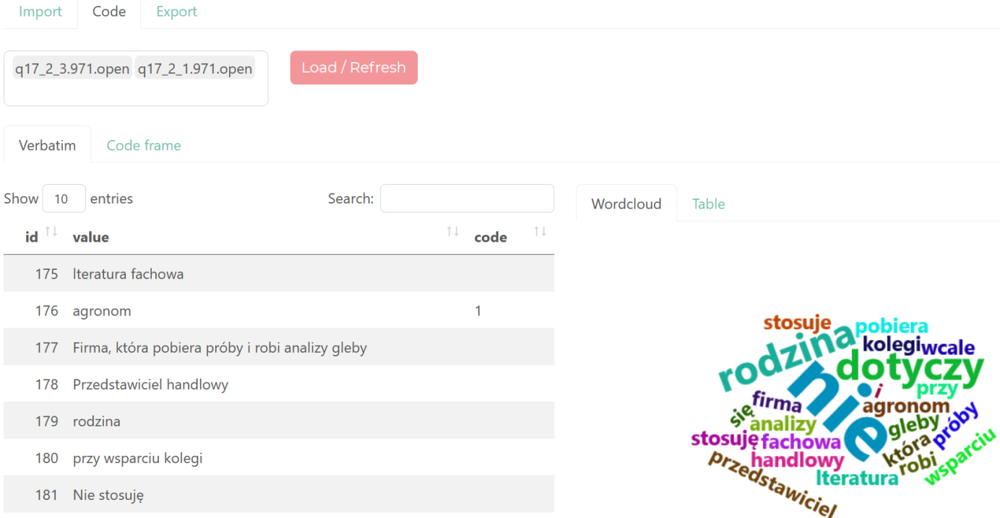 Import Code Export
q17_2_3.971.open q17_2_1.971.open
Load / Refresh
Verbatim Code frame
Show 10 entries Search:
Wordcloud Table
id value code
175 lteratura fachowa
176 agronom 1
177 Firma, która pobiera próby i robi analizy gleby
178 Przedstawiciel handlowy
179 rodzina
180 przy wsparciu kolegi
181 Nie stosuję
stosuje
pobiera
rodzina
kolegi
wcale
dotyczy
nie
i
przy
firma
agronom
się
analizy
gleby
próby
stosuję
fachowa
która
handlowy
robi
wsparciu
przedstawiciel
lteratura